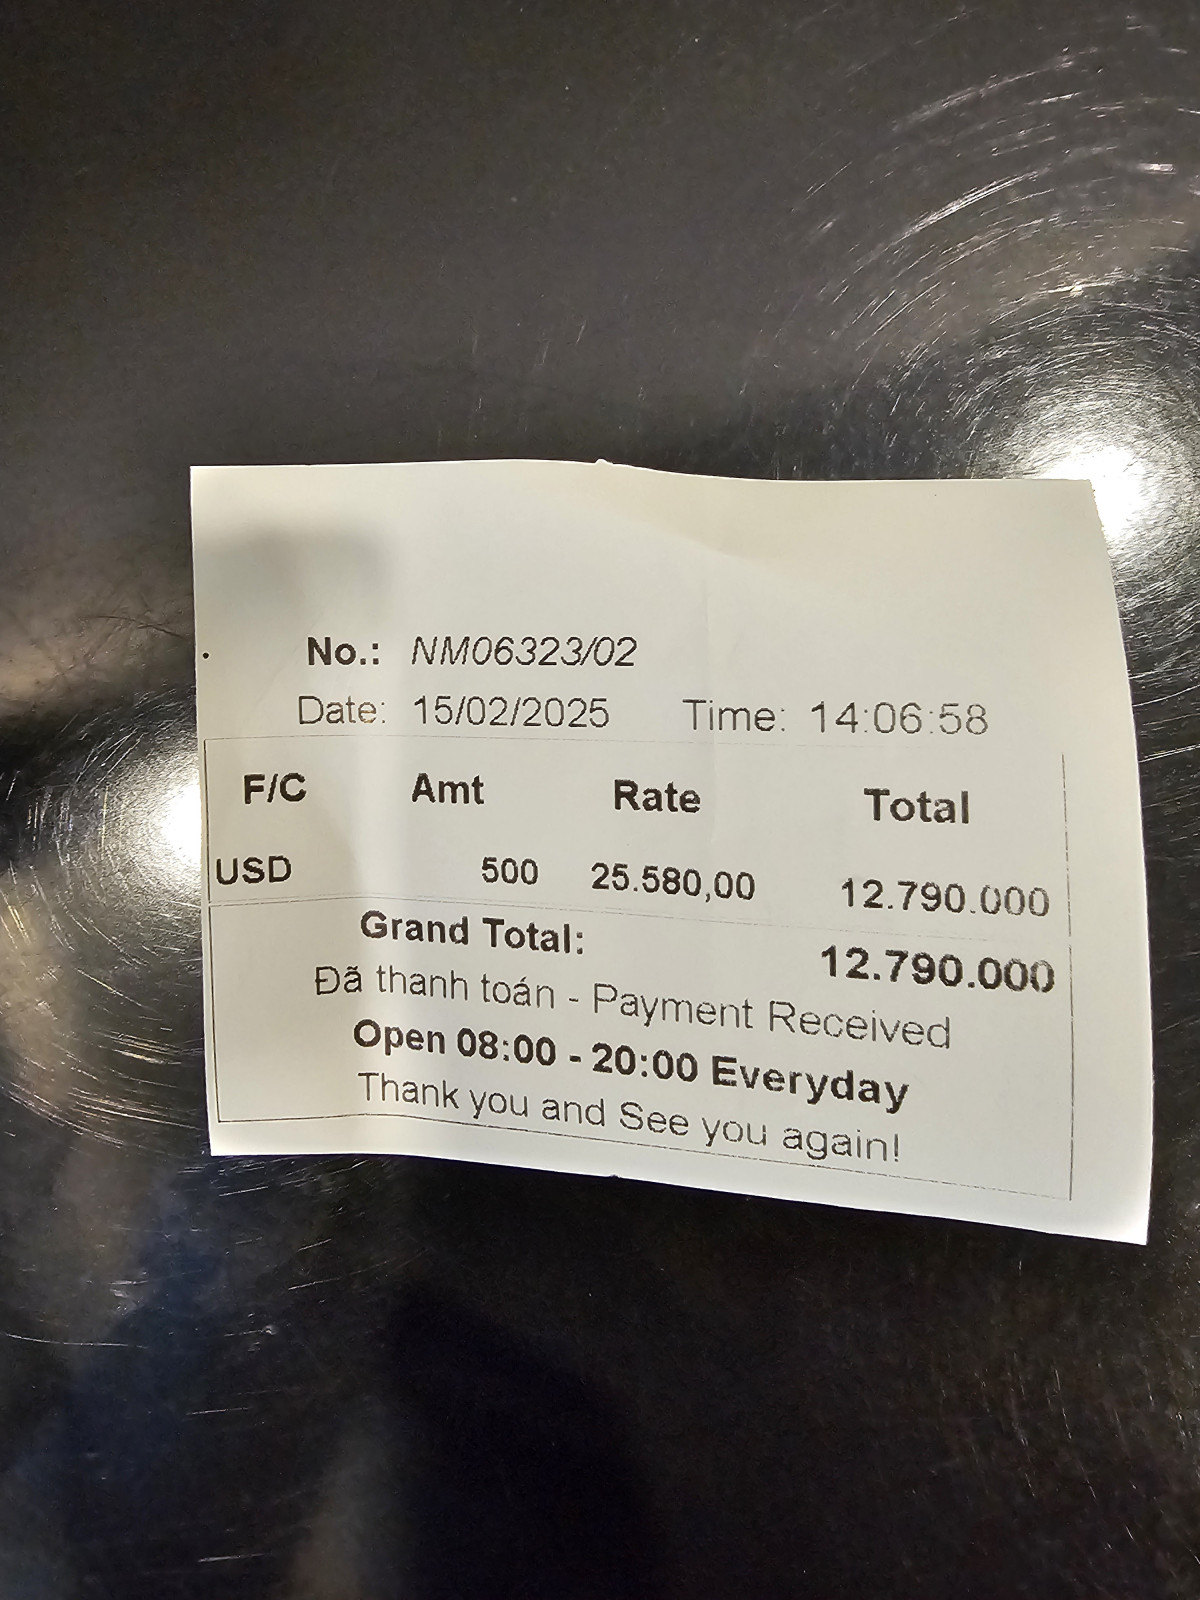 No.: NM06323/02
Date: 15/02/2025 Time: 14:06:58
F/C Amt Rate Total
USD 500 25.580,00 12.790.000
Grand Total: 12.790.000
Đã thanh toán - Payment Received
Open 08:00 - 20:00 Everyday
Thank you and See you again!